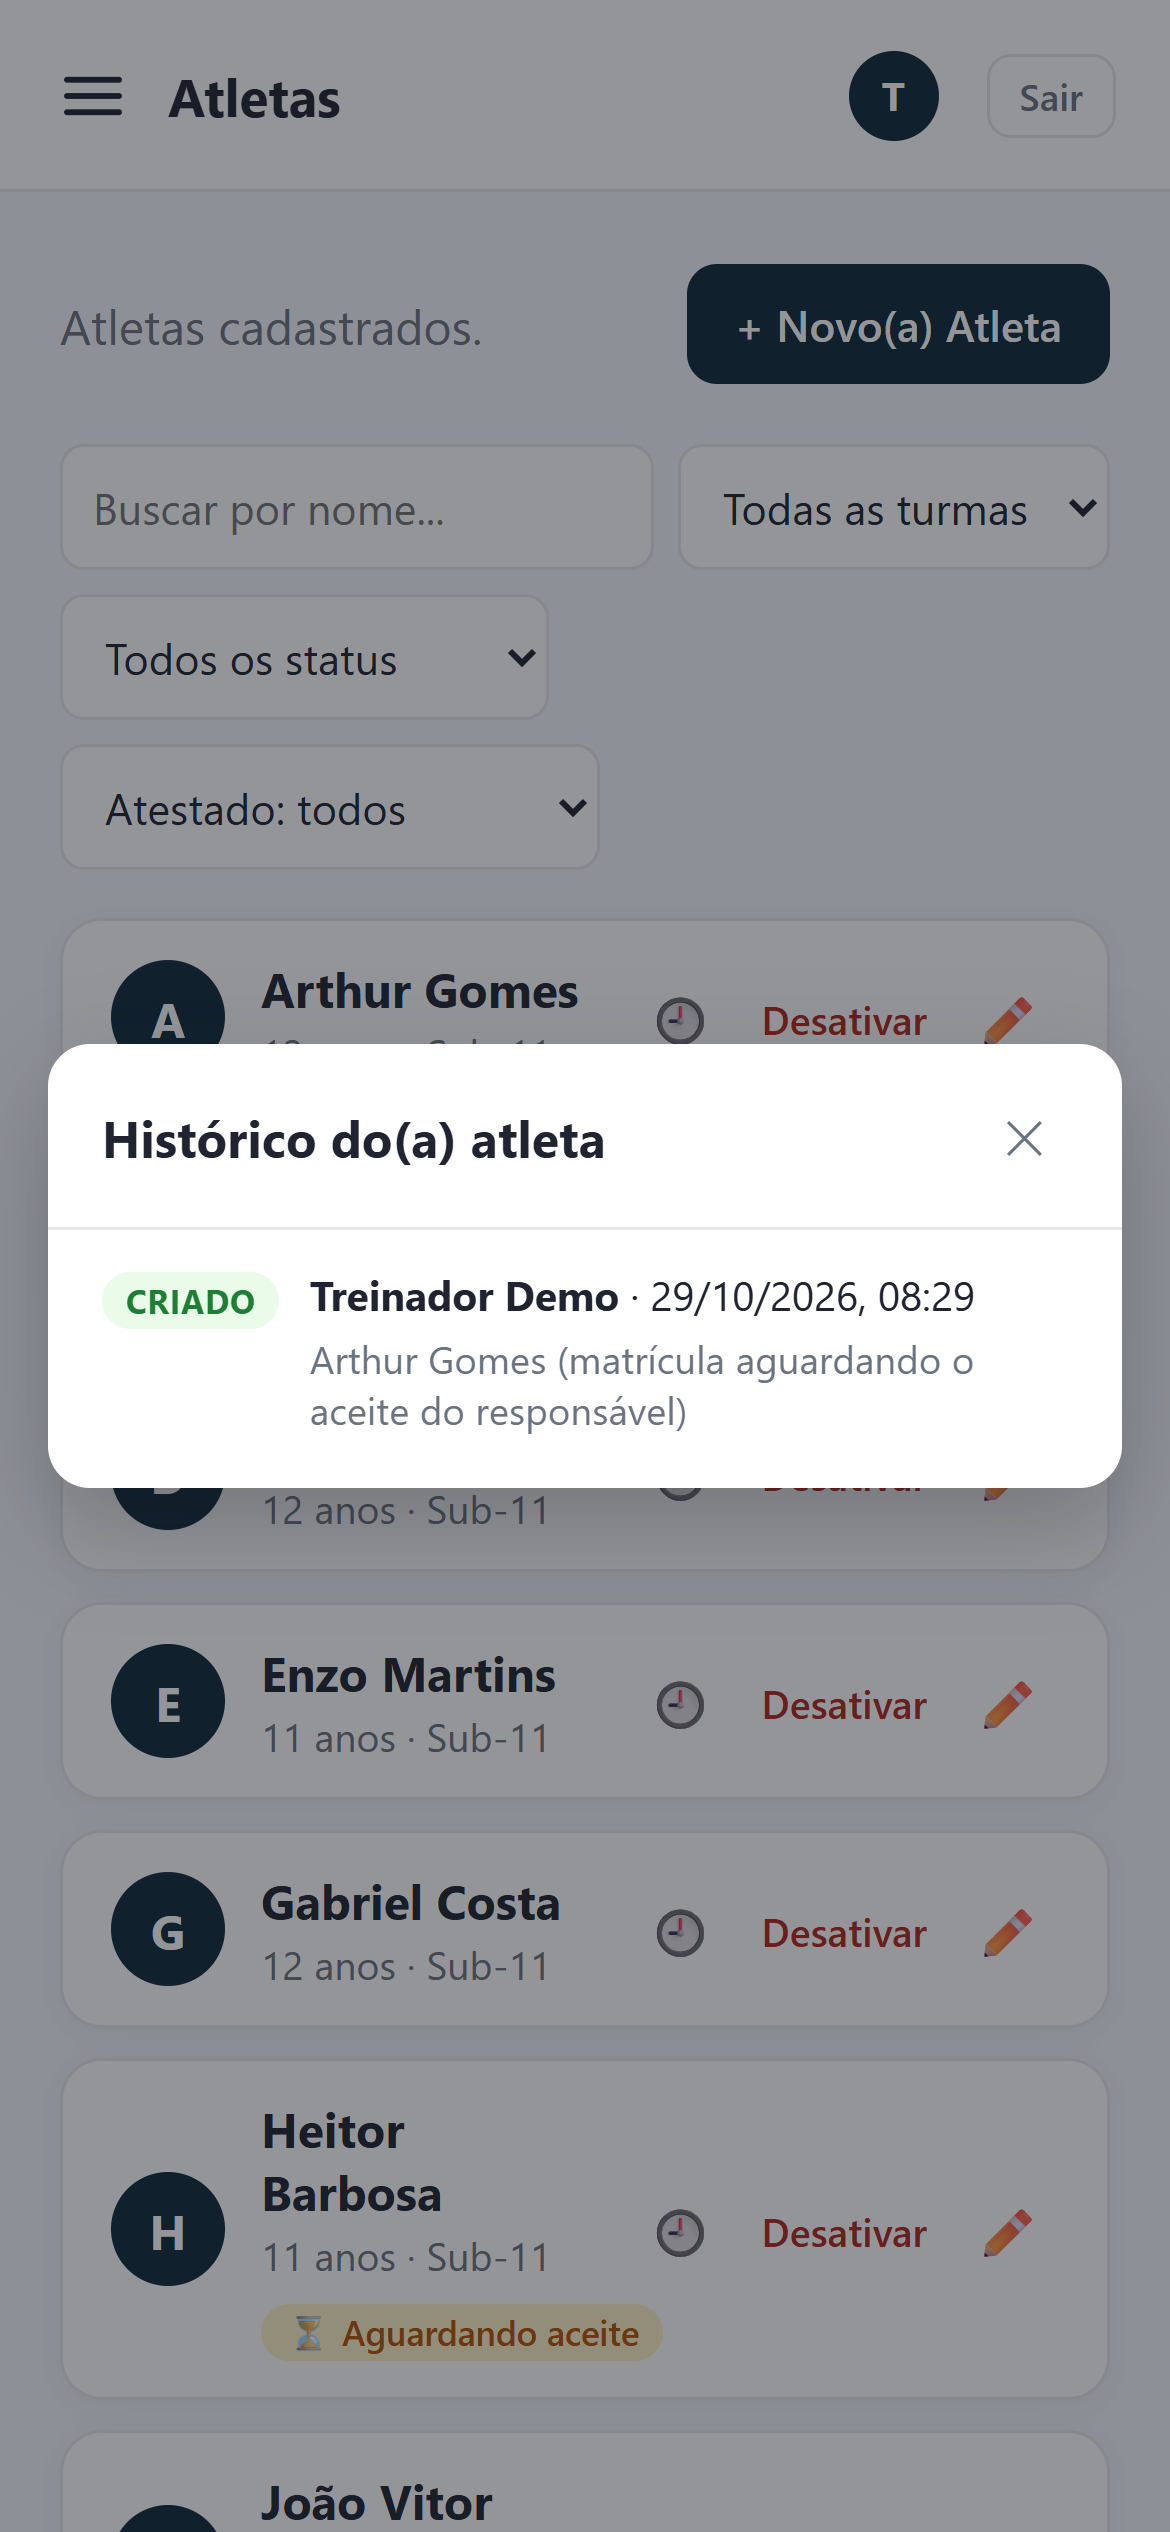 Atletas
T
Sair
Atletas cadastrados.
+ Novo(a) Atleta
Buscar por nome...
Todas as turmas
Todos os status
Atestado: todos
A
Arthur Gomes
Desativar
Histórico do(a) atleta
CRIADO
Treinador Demo · 29/10/2026, 08:29
Arthur Gomes (matrícula aguardando o
aceite do responsável)
12 anos · Sub-11
E
Enzo Martins
11 anos · Sub-11
Desativar
G
Gabriel Costa
12 anos · Sub-11
Desativar
H
Heitor
Barbosa
11 anos · Sub-11
Desativar
Aguardando aceite
João Vitor